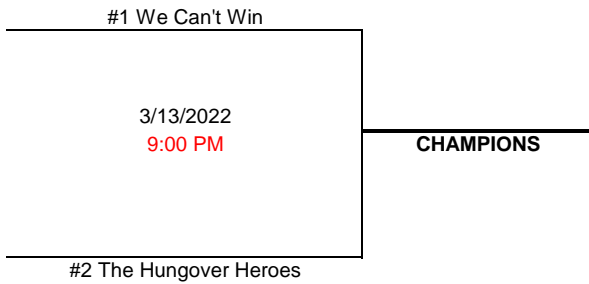 #1 We Can't Win
3/13/2022
9:00 PM
CHAMPIONS
#2 The Hungover Heroes